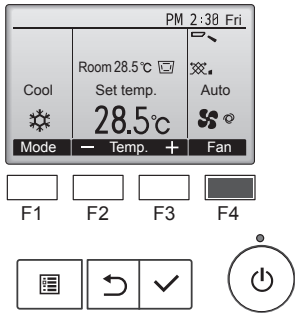 PM 2:30 Fri
Room 28.5℃
Cool Set temp. Auto
28.5℃
Mode − Temp. + Fan
F1 F2 F3 F4